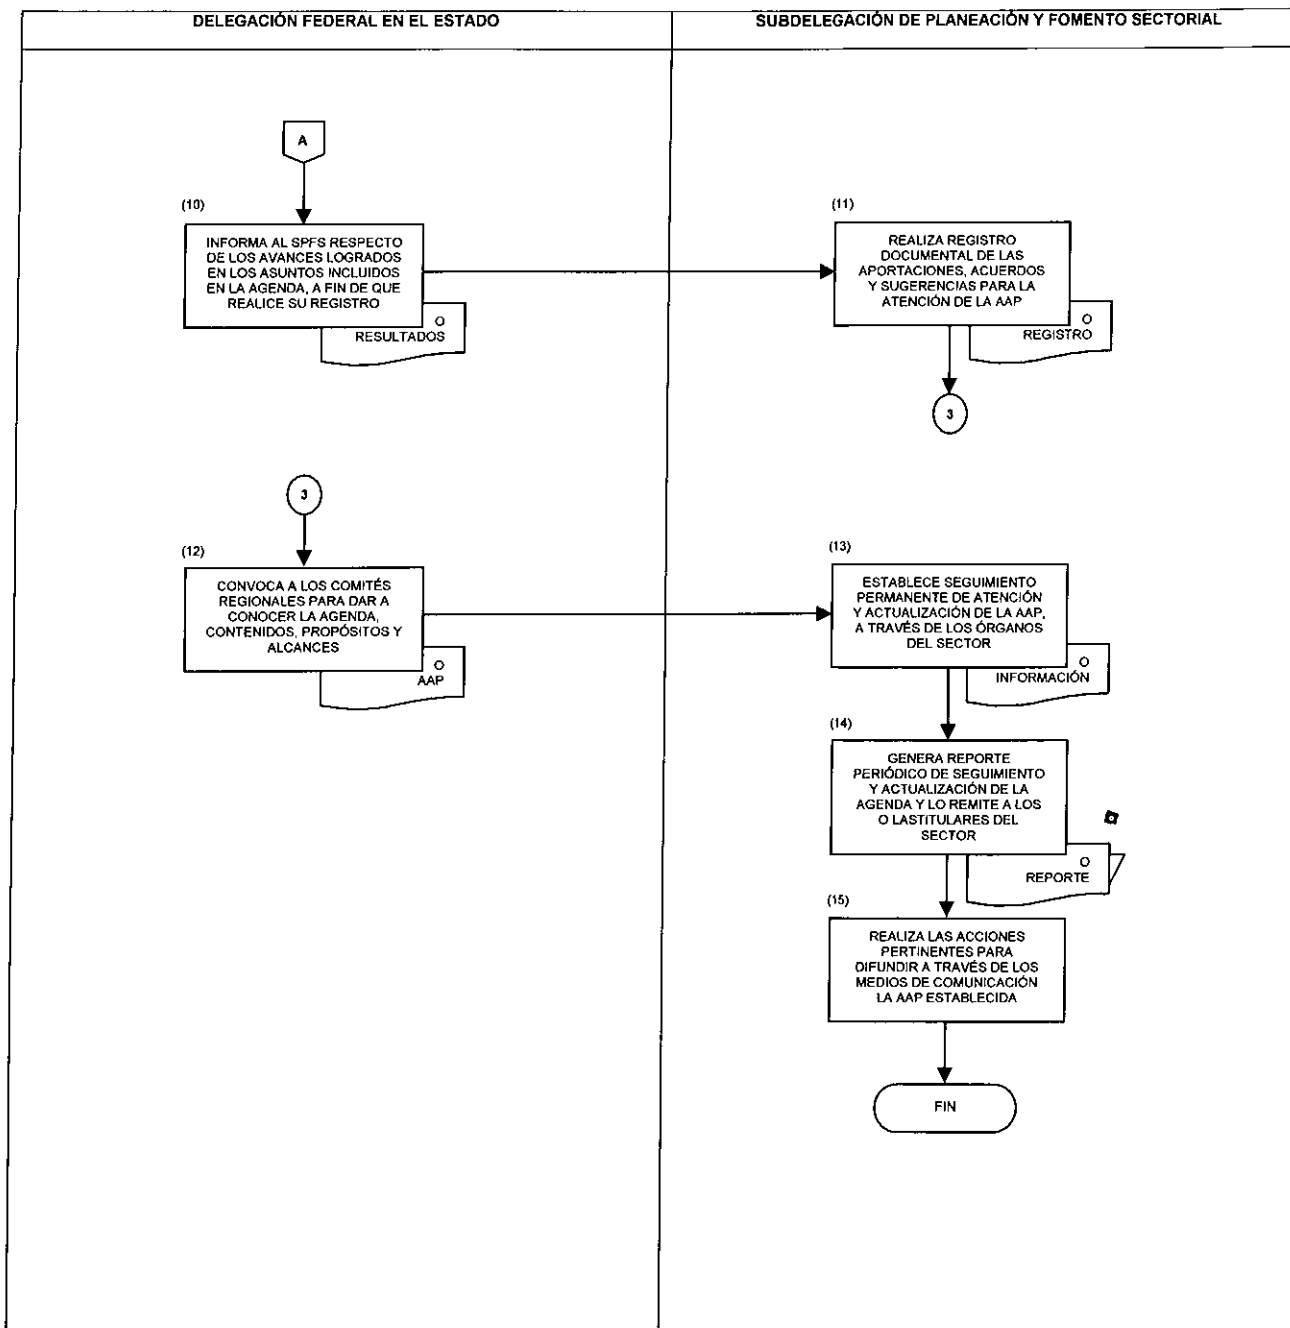 DELEGACIÓN FEDERAL EN EL ESTADO
SUBDELEGACIÓN DE PLANEACIÓN Y FOMENTO SECTORIAL
A
(10)
INFORMA AL SPFS RESPECTO
DE LOS AVANCES LOGRADOS
EN LOS ASUNTOS INCLUIDOS
EN LA AGENDA, A FIN DE QUE
REALICE SU REGISTRO
O
RESULTADOS
(11)
REALIZA REGISTRO
DOCUMENTAL DE LAS
APORTACIONES, ACUERDOS
Y SUGERENCIAS PARA LA
ATENCIÓN DE LA AAP
O
REGISTRO
3
3
(12)
CONVOCA A LOS COMITÉS
REGIONALES PARA DAR A
CONOCER LA AGENDA,
CONTENIDOS, PROPÓSITOS Y
ALCANCES
O
AAP
(13)
ESTABLECE SEGUIMIENTO
PERMANENTE DE ATENCIÓN
Y ACTUALIZACIÓN DE LA AAP,
A TRAVÉS DE LOS ÓRGANOS
DEL SECTOR
O
INFORMACIÓN
(14)
GENERA REPORTE
PERIÓDICO DE SEGUIMIENTO
Y ACTUALIZACIÓN DE LA
AGENDA Y LO REMITE A LOS
O LASTITULARES DEL
SECTOR
O
REPORTE
(15)
REALIZA LAS ACCIONES
PERTINENTES PARA
DIFUNDIR A TRAVÉS DE LOS
MEDIOS DE COMUNICACIÓN
LA AAP ESTABLECIDA
FIN